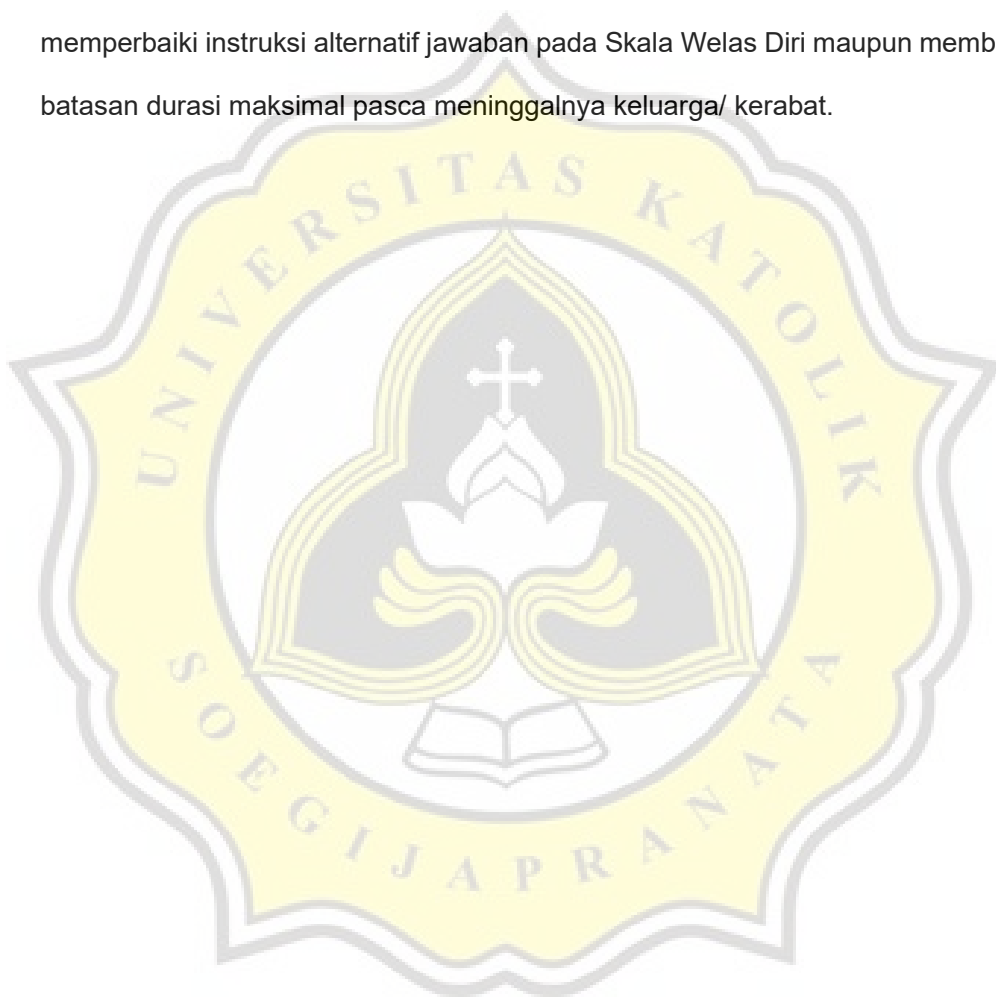 memperbaiki instruksi alternatif jawaban pada Skala Welas Diri maupun memb
batasan durasi maksimal pasca meninggalnya keluarga/ kerabat.
UNIVERSITAS KATOLIK
SOEGIJAPRANATA